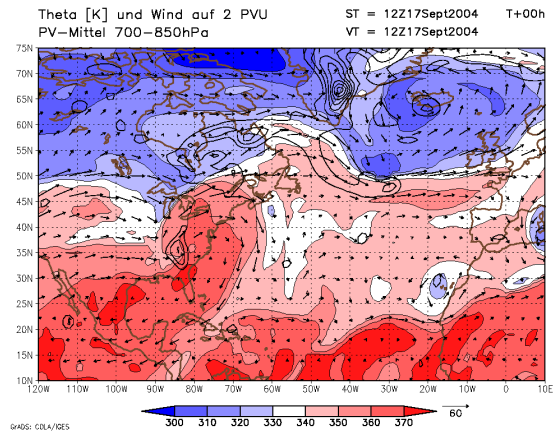 Theta [K] und Wind auf 2 PVU ST = 12Z17Sept2004 T+00h
PV-Mittel 700-850hPa VT = 12Z17Sept2004
75N
70N
65N
60N
55N
50N
45N
40N
35N
30N
25N
20N
15N
10N
120W 110W 100W 90W 80W 70W 60W 50W 40W 30W 20W 10W 0 10E
300 310 320 330 340 350 360 370 60
GrADS: COLA/IGES